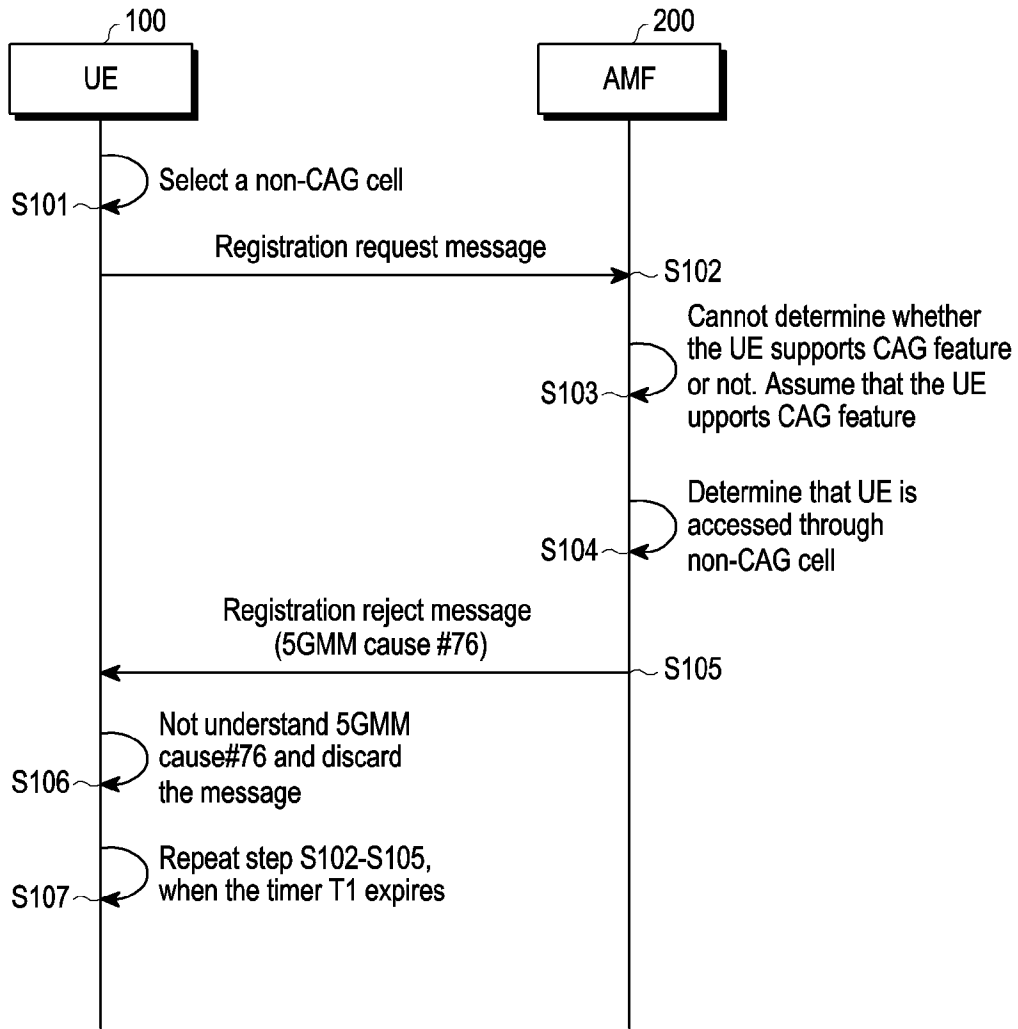 100
200
UE
AMF
Select a non-CAG cell
S101
Registration request message
S102
Cannot determine whether
the UE supports CAG feature
or not. Assume that the UE
upports CAG feature
S103
Determine that UE is
accessed through
non-CAG cell
S104
Registration reject message
(5GMM cause #76)
S105
Not understand 5GMM
cause#76 and discard
the message
S106
Repeat step S102-S105,
when the timer T1 expires
S107